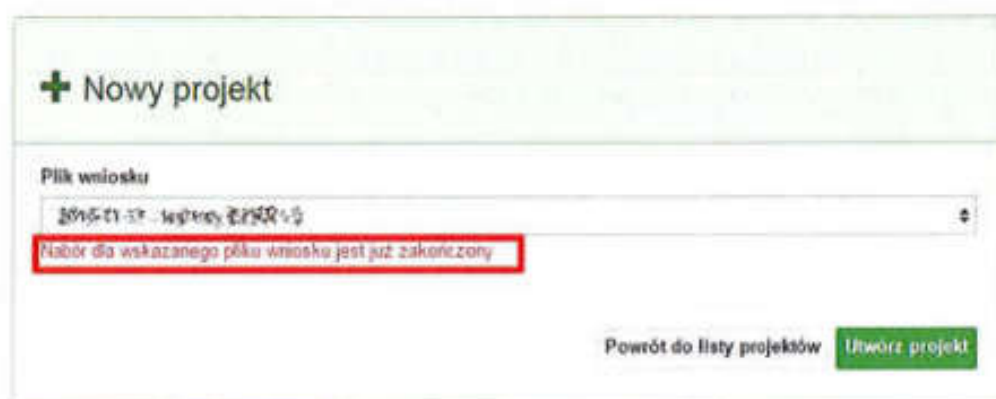 Nowy projekt
Plik wniosku
Nabór dla wskazanego pliku wniosku jest już zakończony
Powrót do listy projektów Utwórz projekt